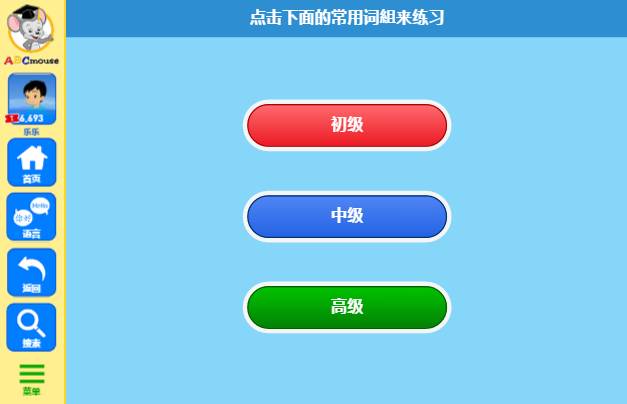 点击下面的常用词組来练习
ABCmouse
6,693
乐乐
首页
Hello
你好
语言
返回
搜索
菜单
初级
中级
高级